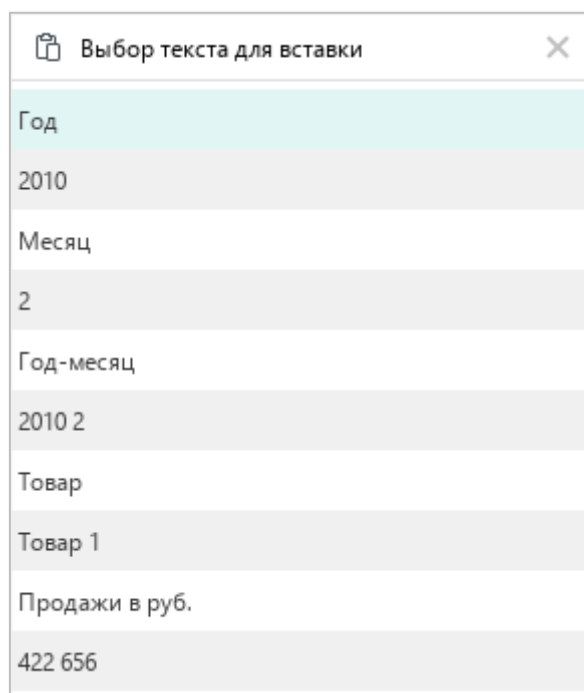 Выбор текста для вставки
Год
2010
Месяц
2
Год-месяц
2010 2
Товар
Товар 1
Продажи в руб.
422 656